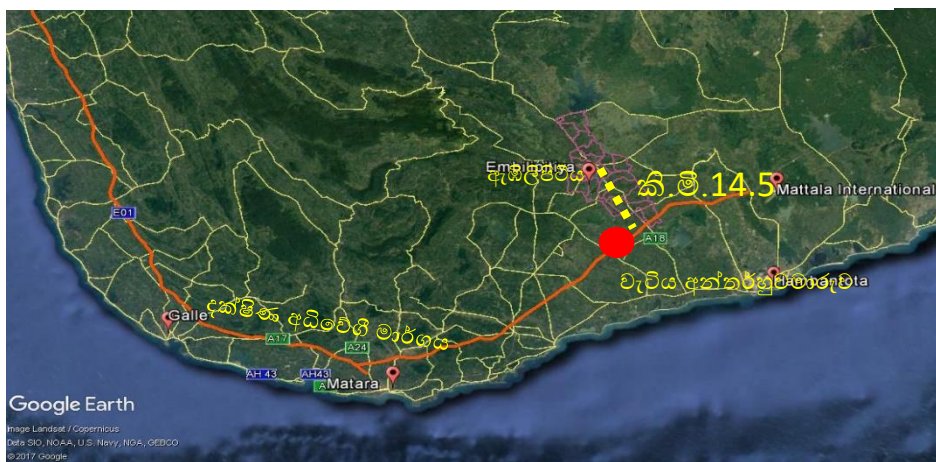 Embilipitiya
ඇඹිලිපිටිය
කි.මී.14.5
Mattala International
E01
A18
වැටිය අන්තර්හුවමාරුව
Hambantota
Galle
දක්ෂිණ අධිවේගී මාර්ගය
A17
A24
AH 43
AH43
Matara
Google Earth
Image Landsat / Copernicus
Data SIO, NOAA, U.S. Navy, NGA, GEBCO
© 2017 Google